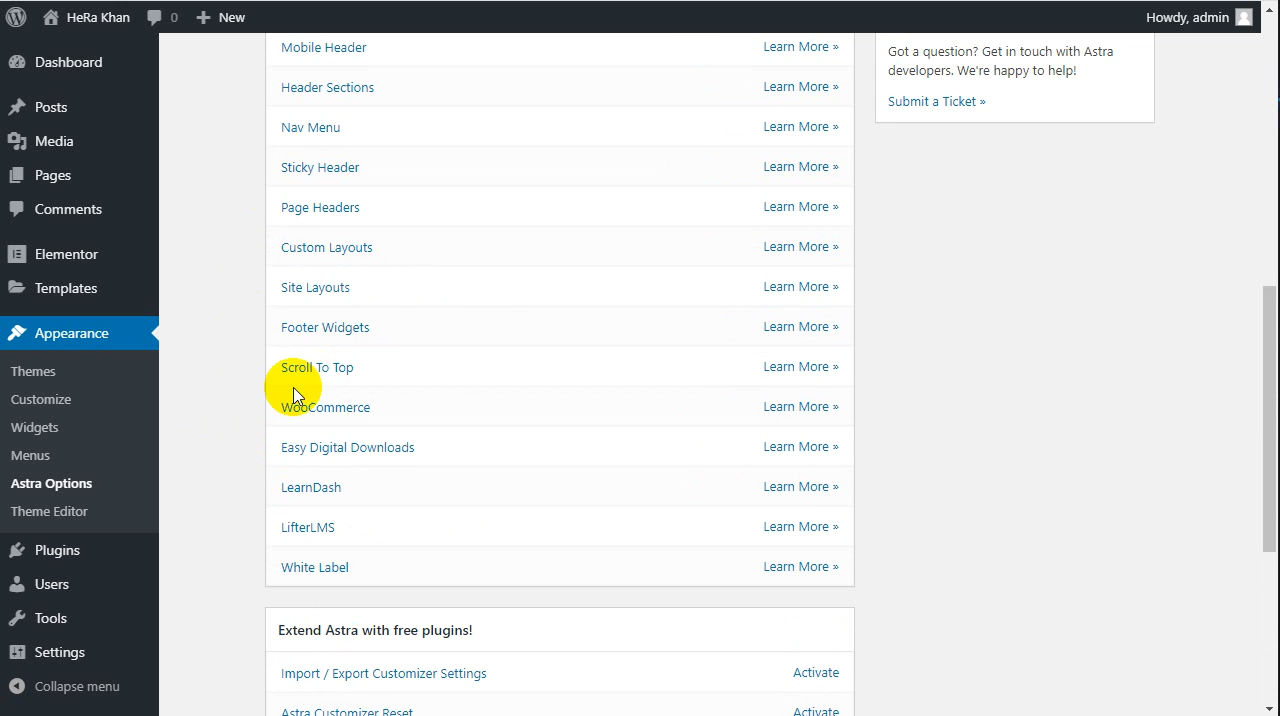 HeRa Khan 0 New Howdy, admin
Dashboard
Posts
Media
Pages
Comments
Elementor
Templates
Appearance
Themes
Customize
Widgets
Menus
Astra Options
Theme Editor
Plugins
Users
Tools
Settings
Collapse menu
Mobile Header Learn More »
Header Sections Learn More »
Nav Menu Learn More »
Sticky Header Learn More »
Page Headers Learn More »
Custom Layouts Learn More »
Site Layouts Learn More »
Footer Widgets Learn More »
Scroll To Top Learn More »
WooCommerce Learn More »
Easy Digital Downloads Learn More »
LearnDash Learn More »
LifterLMS Learn More »
White Label Learn More »
Extend Astra with free plugins!
Import / Export Customizer Settings Activate
Astra Customizer Reset Activate
Got a question? Get in touch with Astra
developers. We're happy to help!
Submit a Ticket »